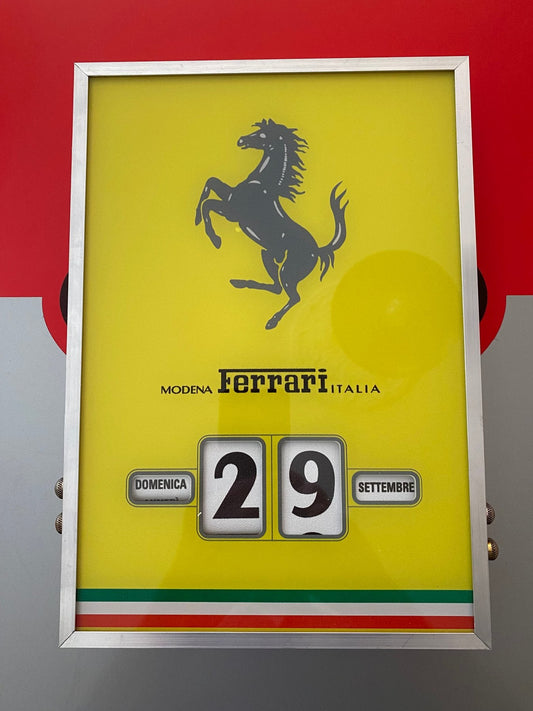 MODENA Ferrari ITALIA
DOMENICA 29 SETTEMBRE